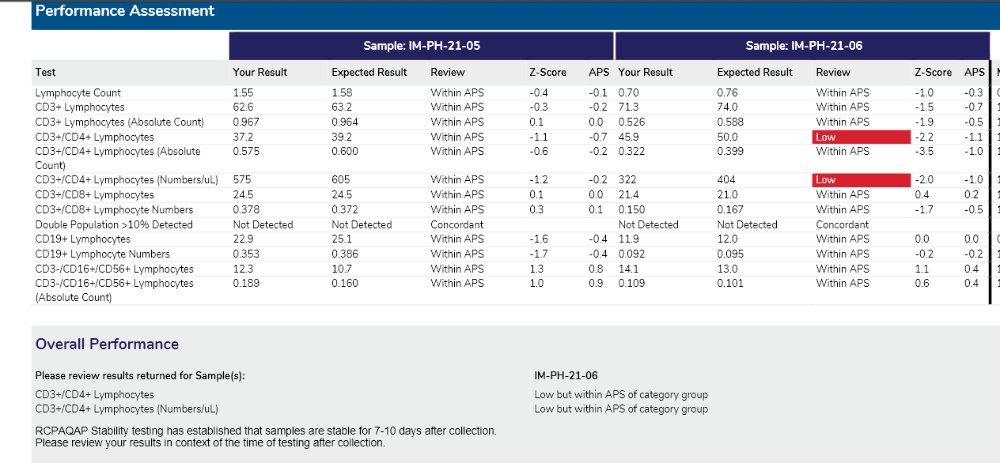 Performance Assessment
Sample: IM-PH-21-05 Sample: IM-PH-21-06
Test Your Result Expected Result Review Z-Score APS Your Result Expected Result Review Z-Score APS
Lymphocyte Count 1.55 1.58 Within APS -0.4 -0.1 0.70 0.76 Within APS -1.0 -0.3
CD3+ Lymphocytes 62.6 63.2 Within APS -0.3 -0.2 71.3 74.0 Within APS -1.5 -0.7
CD3+ Lymphocytes (Absolute Count) 0.967 0.964 Within APS 0.1 0.0 0.526 0.588 Within APS -1.9 -0.5
CD3+/CD4+ Lymphocytes 37.2 39.2 Within APS -1.1 -0.7 45.9 50.0 Low -2.2 -1.1
CD3+/CD4+ Lymphocytes (Absolute 0.575 0.600 Within APS -0.6 -0.2 0.322 0.399 Within APS -3.5 -1.0
Count)
CD3+/CD4+ Lymphocytes (Numbers/uL) 575 605 Within APS -1.2 -0.2 322 404 Low -2.0 -1.0
CD3+/CD8+ Lymphocytes 24.5 24.5 Within APS 0.1 0.0 21.4 21.0 Within APS 0.4 0.2
CD3+/CD8+ Lymphocyte Numbers 0.378 0.372 Within APS 0.3 0.1 0.150 0.167 Within APS -1.7 -0.5
Double Population >10% Detected Not Detected Not Detected Concordant Not Detected Not Detected Concordant
CD19+ Lymphocytes 22.9 25.1 Within APS -1.6 -0.4 11.9 12.0 Within APS 0.0 0.0
CD19+ Lymphocyte Numbers 0.353 0.386 Within APS -1.7 -0.4 0.092 0.095 Within APS -0.2 -0.2
CD3-/CD16+/CD56+ Lymphocytes 12.3 10.7 Within APS 1.3 0.8 14.1 13.0 Within APS 1.1 0.4
CD3-/CD16+/CD56+ Lymphocytes 0.189 0.160 Within APS 1.0 0.9 0.109 0.101 Within APS 0.6 0.4
(Absolute Count)
Overall Performance
Please review results returned for Sample(s): IM-PH-21-06
CD3+/CD4+ Lymphocytes Low but within APS of category group
CD3+/CD4+ Lymphocytes (Numbers/uL) Low but within APS of category group
RCPAQAP Stability testing has established that samples are stable for 7-10 days after collection.
Please review your results in context of the time of testing after collection.